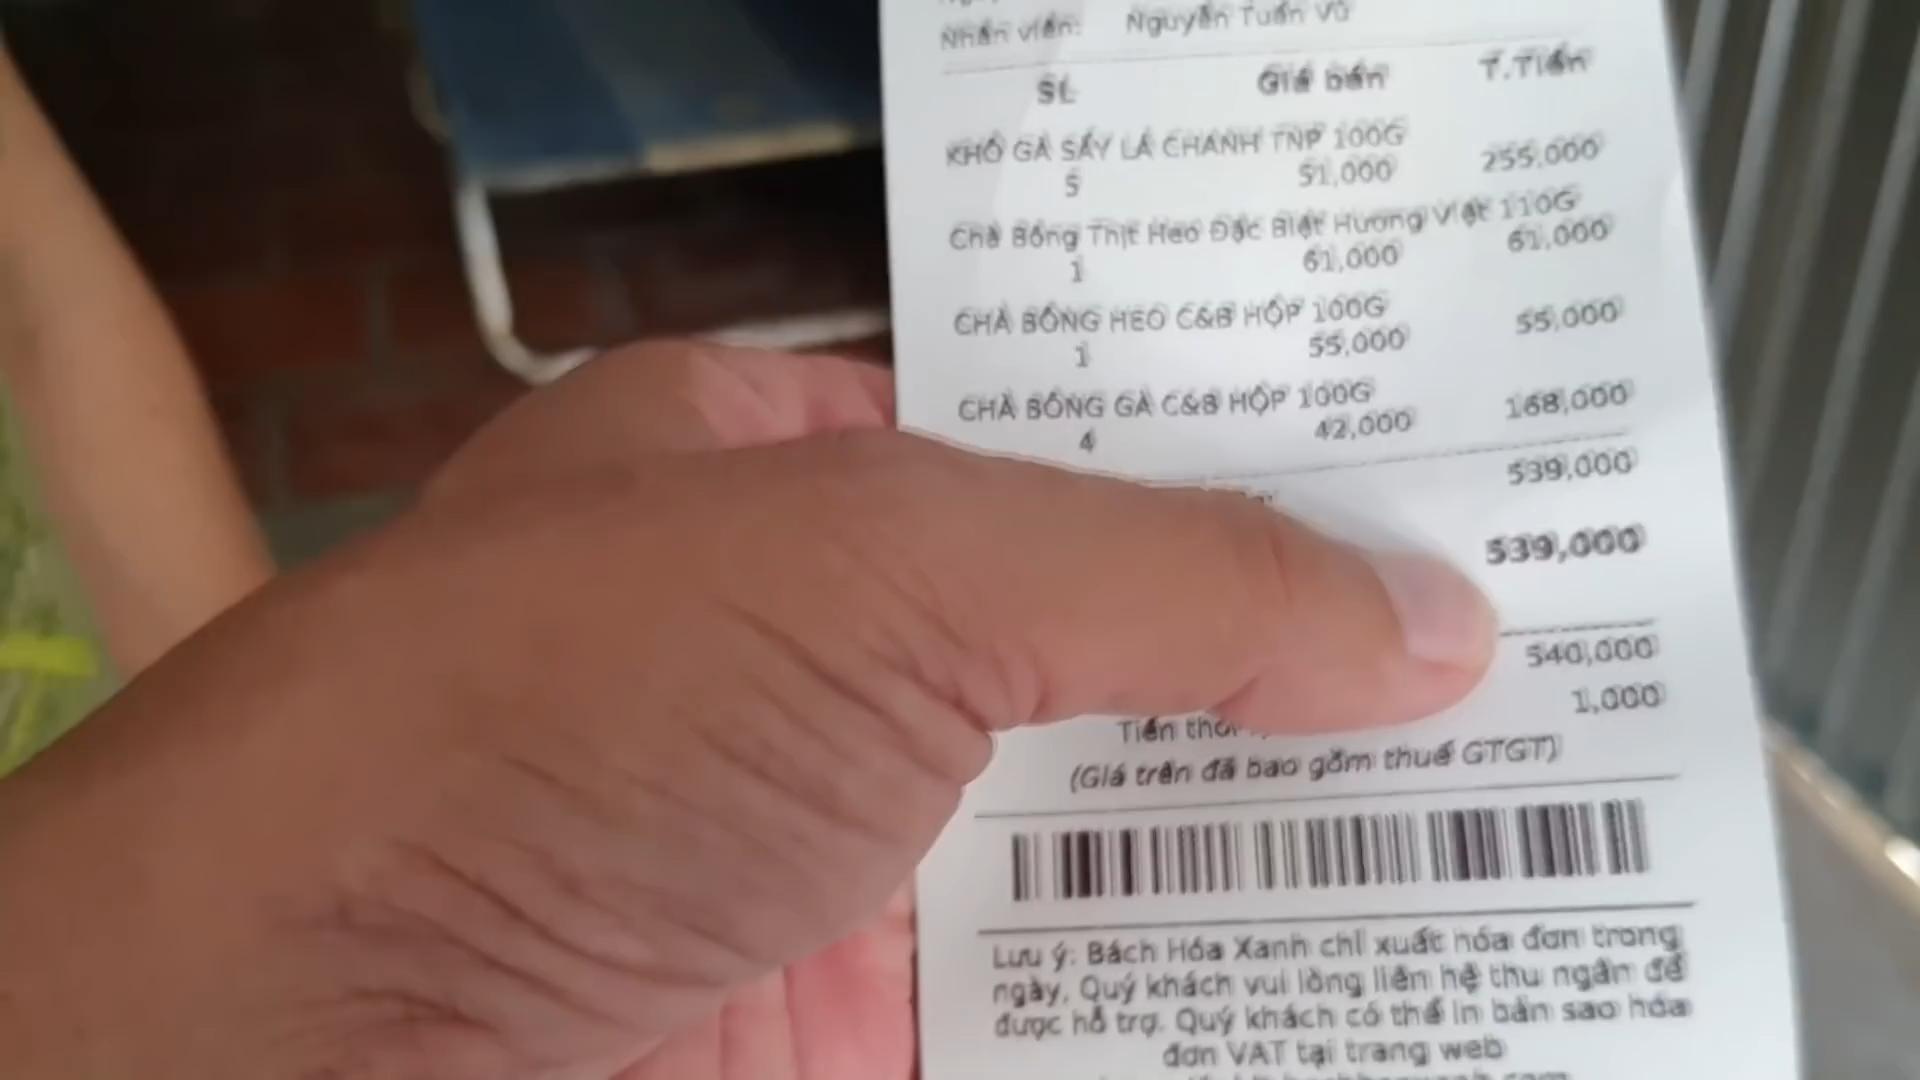 Nhân viên: Nguyễn Tuấn Vũ
SL Giá bán T.Tiền
KHÔ GÀ SẤY LÁ CHANH TNP 100G
5 51,000 255,000
Chà Bông Thịt Heo Đặc Biệt Hương Việt 110G
1 61,000 61,000
CHÀ BÔNG HEO C&B HỘP 100G
1 55,000 55,000
CHÀ BÔNG GÀ C&B HỘP 100G
4 42,000 168,000
539,000
539,000
540,000
Tiền 1,000
(Giá trên đã bao gồm thuế GTGT)
Lưu ý: Bách Hóa Xanh chỉ xuất hóa đơn trong
ngày, Quý khách vui lòng liên hệ thu ngân để
được hỗ trợ. Quý khách có thể in bản sao hóa
đơn VAT tại trang web